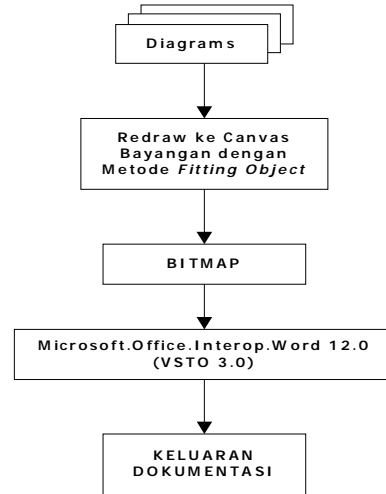 Diagrams
Redraw ke Canvas
Bayangan dengan
Metode Fitting Object
BITMAP
Microsoft.Office.Interop.Word 12.0
(VSTO 3.0)
KELUARAN
DOKUMENTASI